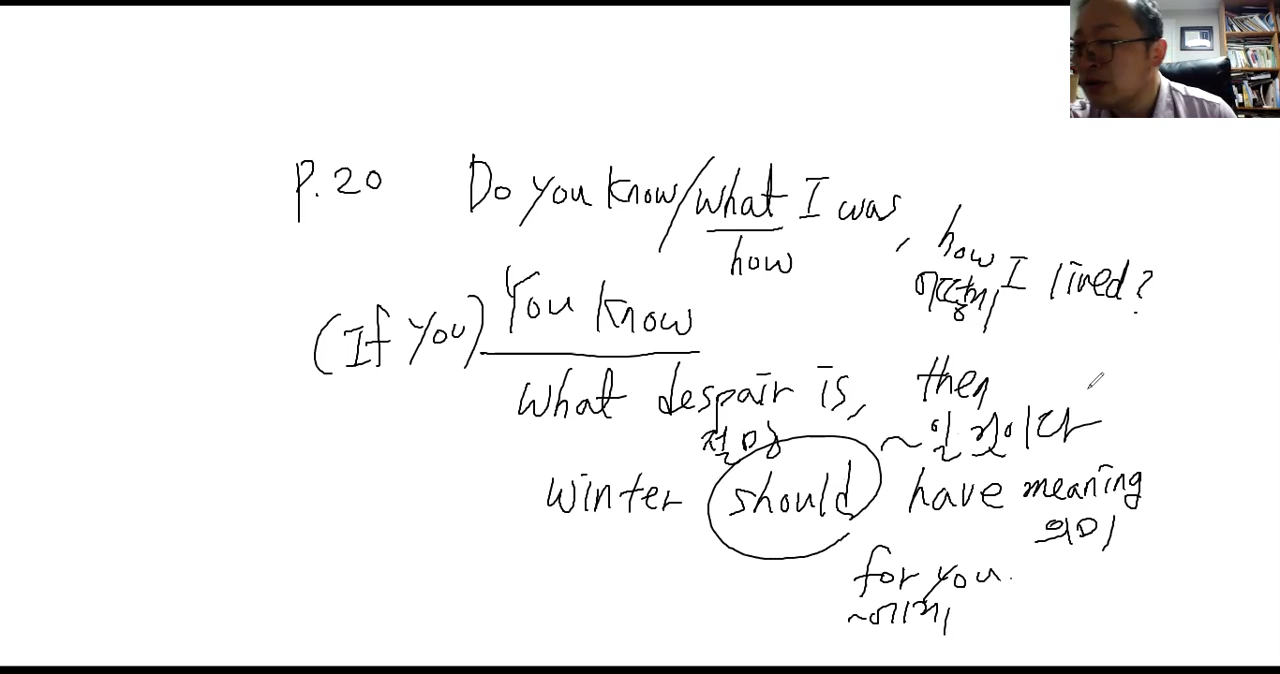 P. 20 Do you know/what I was, how I lived?
how 어떻게
(If you) You know
what despair is, then
절망 ~일 것이다
winter should have meaning
의미
for you.
~에게